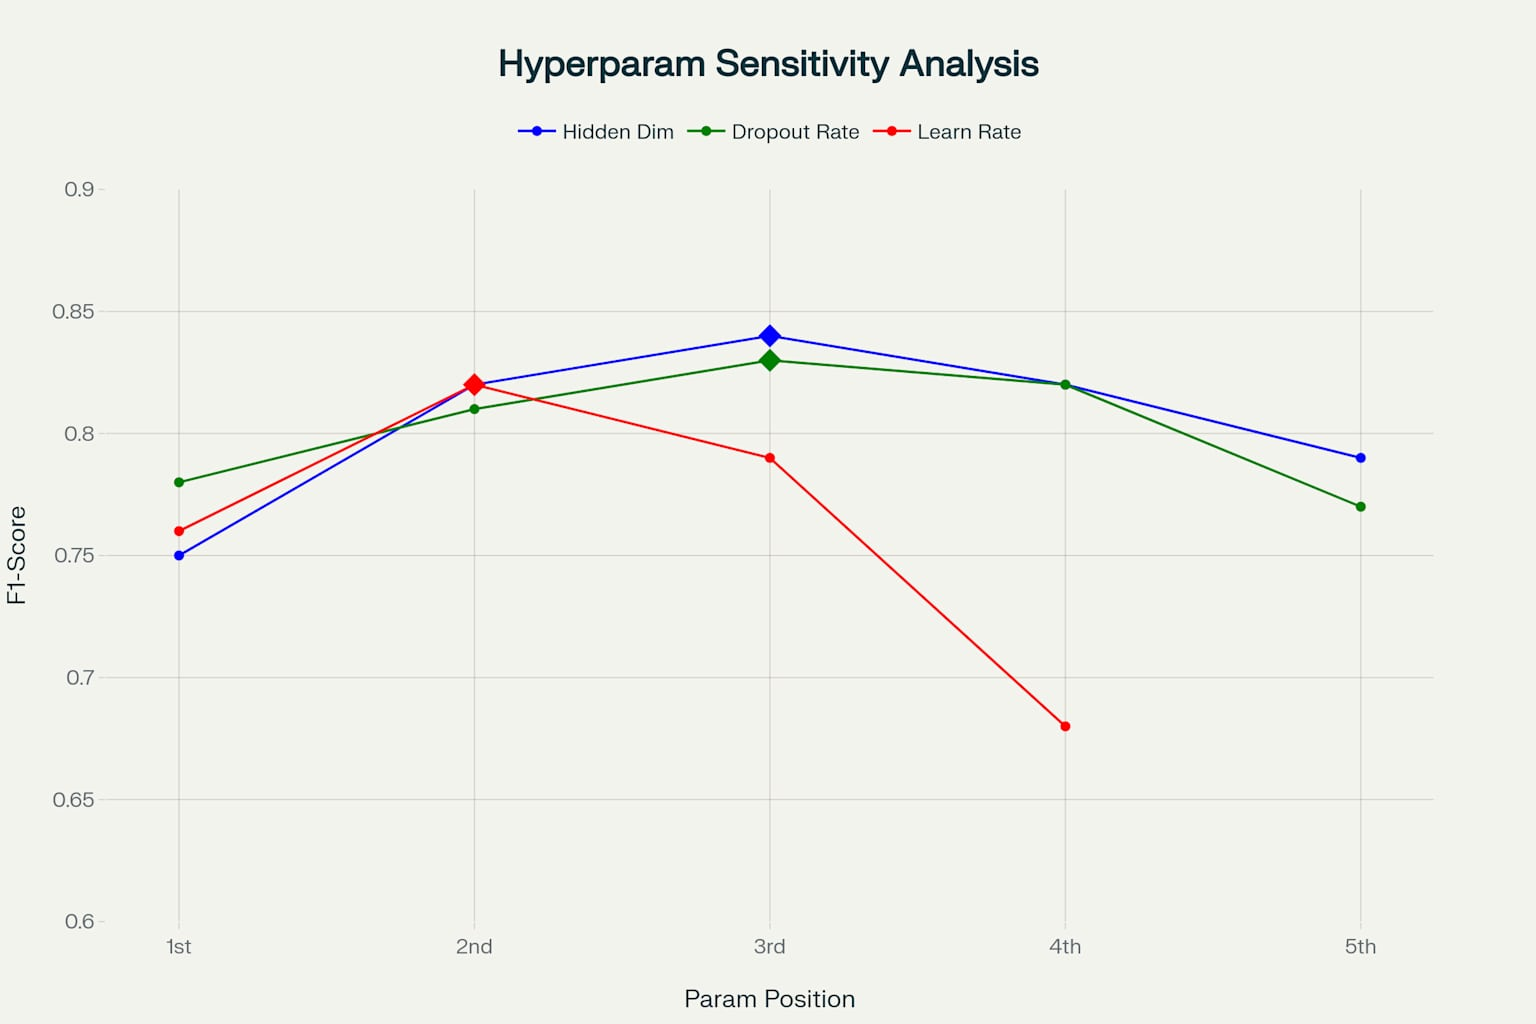 Hyperparam Sensitivity Analysis
Hidden Dim Dropout Rate Learn Rate
0.9
0.85
0.8
0.75
0.7
0.65
0.6
F1-Score
1st 2nd 3rd 4th 5th
Param Position